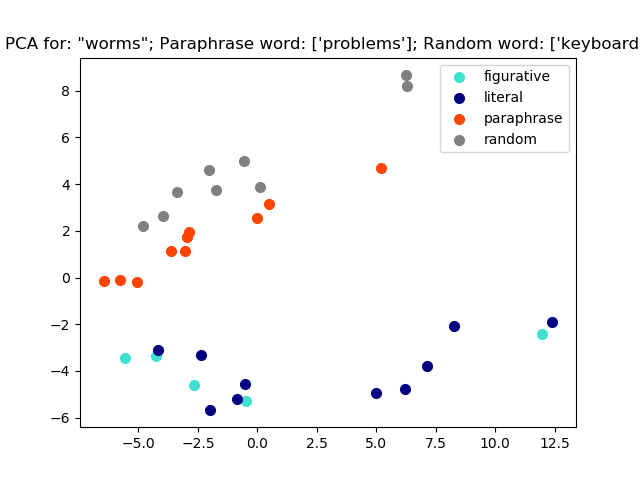 PCA for: "worms"; Paraphrase word: ['problems']; Random word: ['keyboard
figurative
literal
paraphrase
random
8
6
4
2
0
−2
−4
−6
−5.0 −2.5 0.0 2.5 5.0 7.5 10.0 12.5